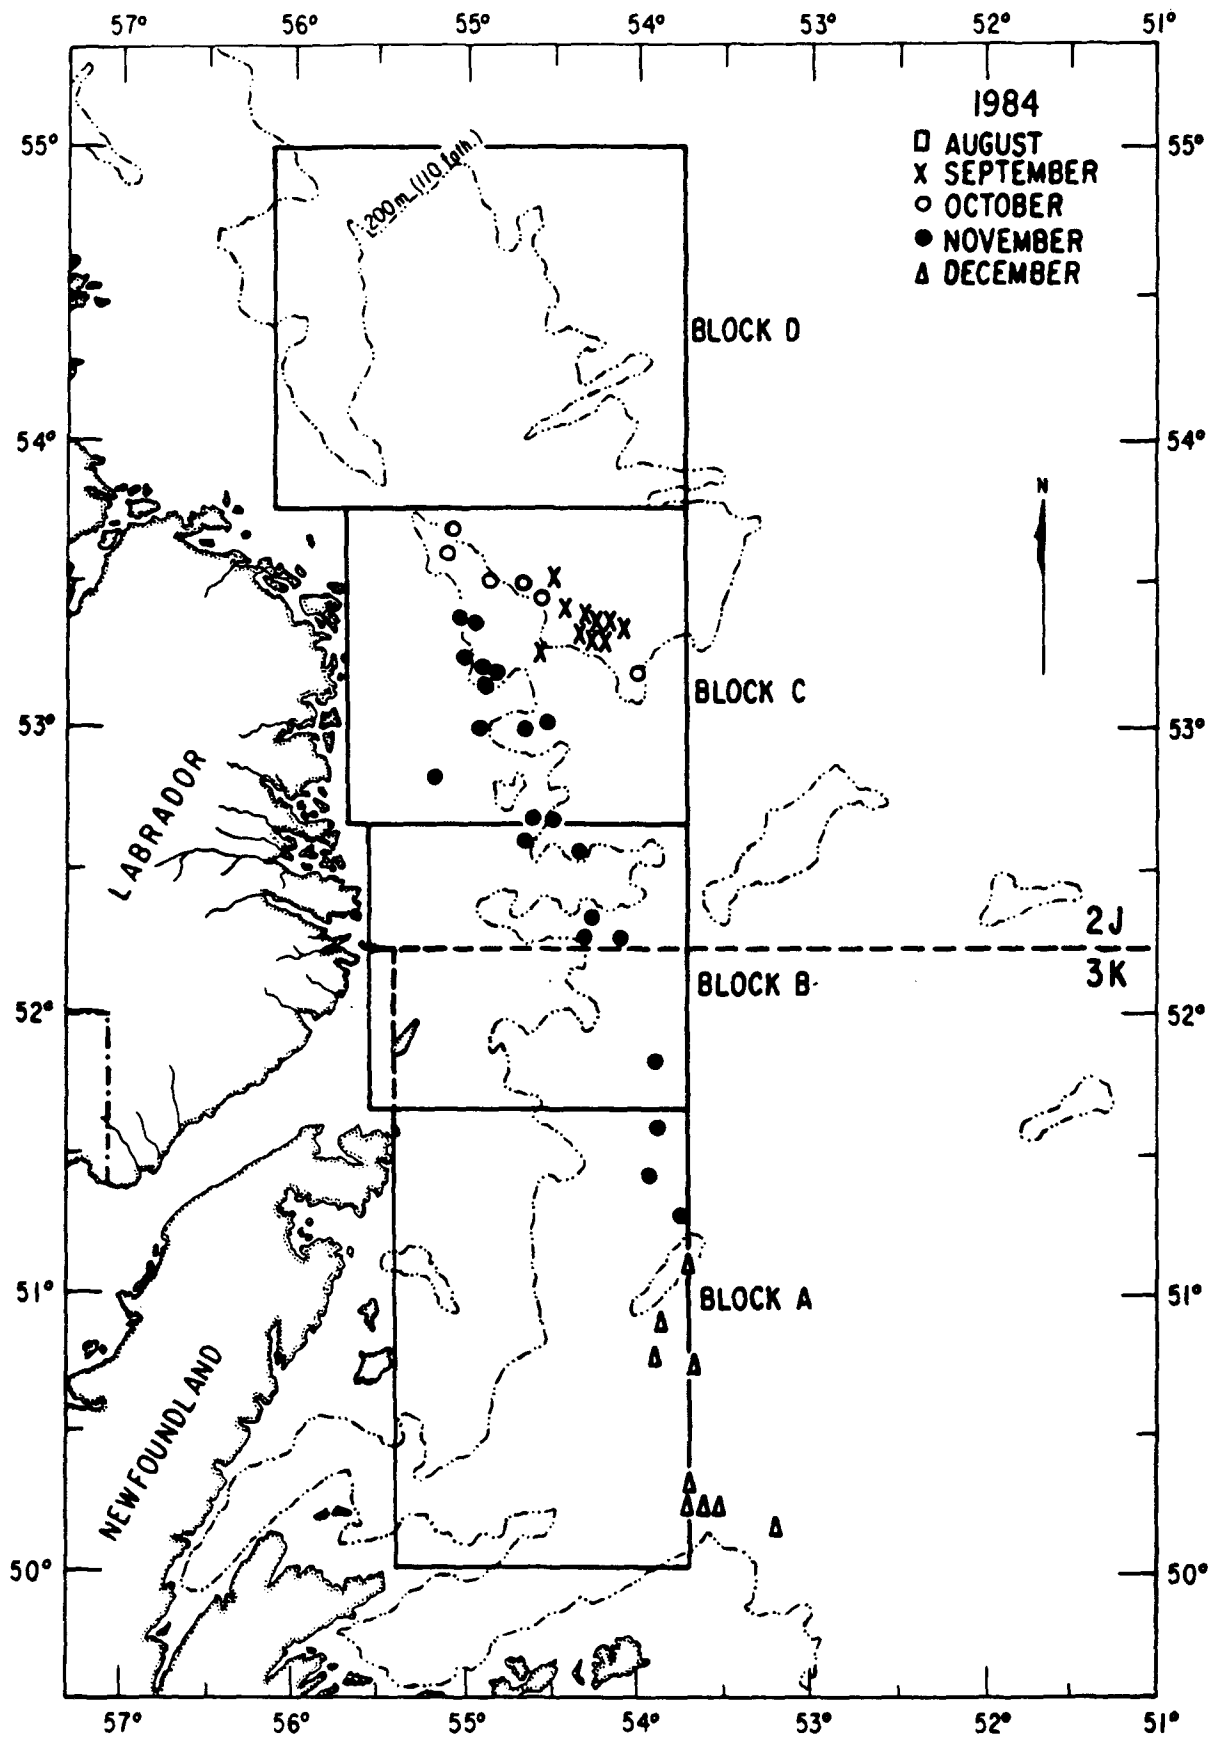 57° 56° 55° 54° 53° 52° 51°
1984
□ AUGUST
X SEPTEMBER
○ OCTOBER
● NOVEMBER
△ DECEMBER
55° 55°
200 m (110 fath.)
BLOCK D
54° 54°
N
BLOCK C
53° 53°
LABRADOR
2J
3K
BLOCK B
52° 52°
51° 51°
BLOCK A
NEWFOUNDLAND
50° 50°
57° 56° 55° 54° 53° 52° 51°